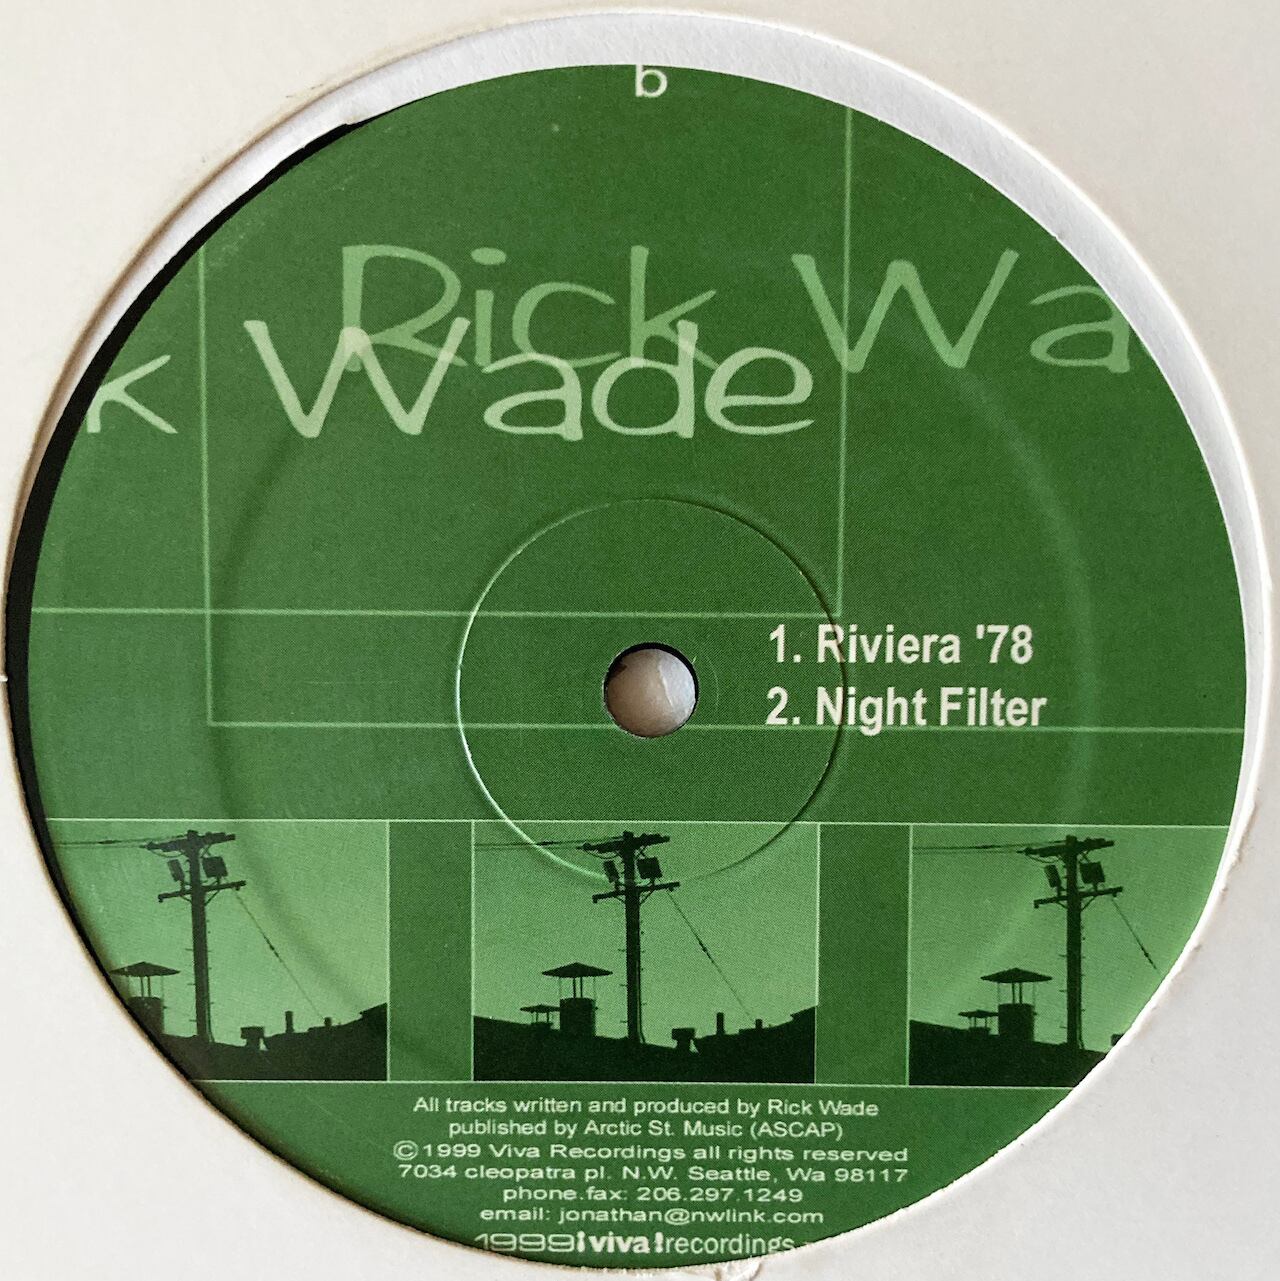 b
Rick Wa
k Wade
1. Riviera '78
2. Night Filter
All tracks written and produced by Rick Wade
published by Arctic St. Music (ASCAP)
©1999 Viva Recordings all rights reserved
7034 cleopatra pl. N.W. Seattle, Wa 98117
phone.fax: 206.297.1249
email: jonathan@nwlink.com
1999¡viva!recordings